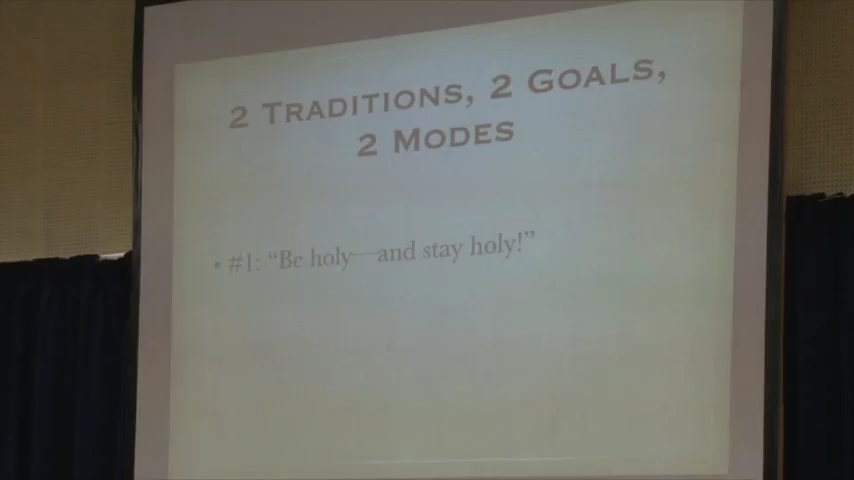 2 TRADITIONS, 2 GOALS,
2 MODES
• #1: “Be holy—and stay holy!”